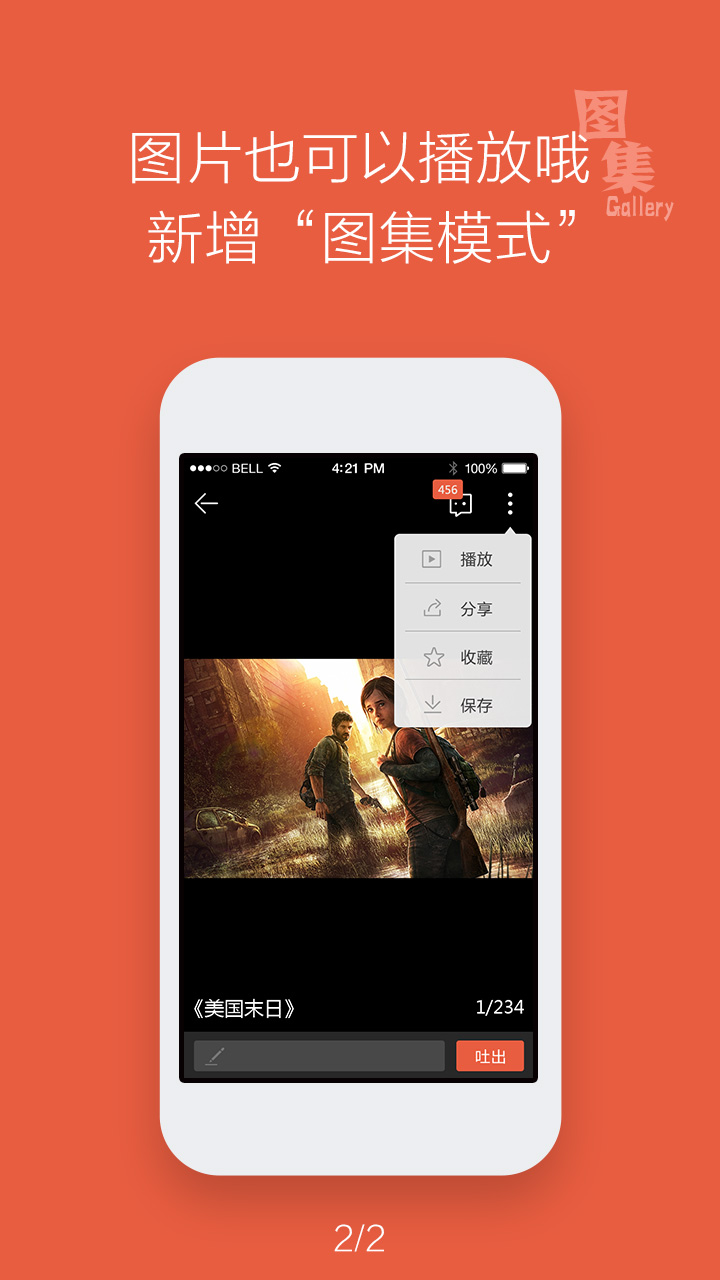 图片也可以播放哦
新增“图集模式”
图
集
Gallery
BELL
4:21 PM
100%
456
播放
分享
收藏
保存
《美国末日》
1/234
吐出
2/2